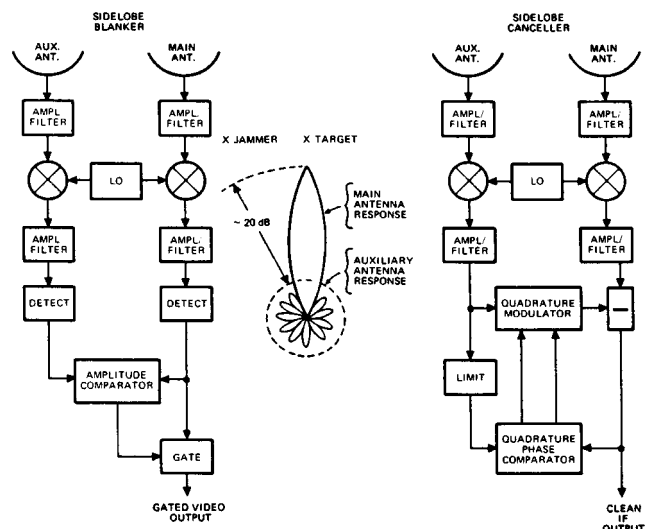 SIDELOBE
BLANKER
AUX.
ANT.
MAIN
ANT.
AMPL
FILTER
AMPL/
FILTER
LO
AMPL
FILTER
AMPL/
FILTER
DETECT
DETECT
AMPLITUDE
COMPARATOR
GATE
GATED VIDEO
OUTPUT
X JAMMER
X TARGET
~ 20 dB
MAIN
ANTENNA
RESPONSE
AUXILIARY
ANTENNA
RESPONSE
SIDELOBE
CANCELLER
AUX.
ANT.
MAIN
ANT.
AMPL/
FILTER
AMPL/
FILTER
LO
AMPL/
FILTER
AMPL/
FILTER
QUADRATURE
MODULATOR
—
LIMIT
QUADRATURE
PHASE
COMPARATOR
CLEAN
IF
OUTPUT